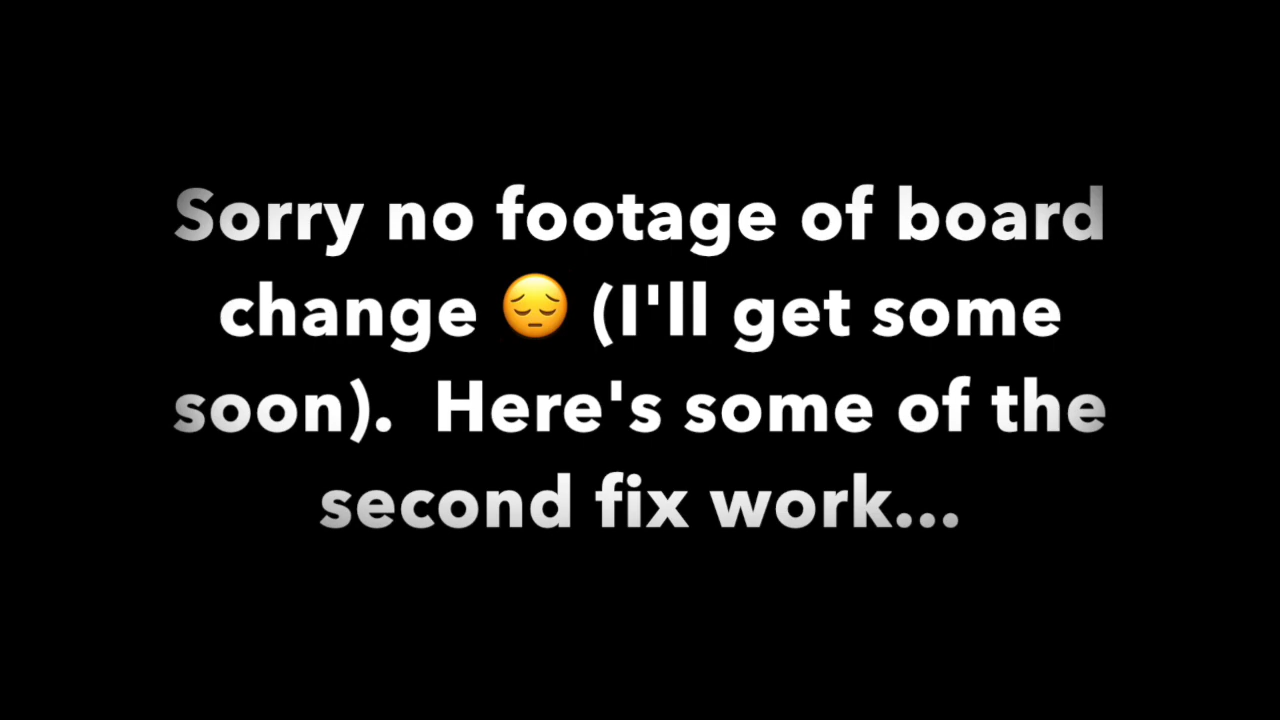 Sorry no footage of board
change 😔 (I'll get some
soon).  Here's some of the
second fix work...